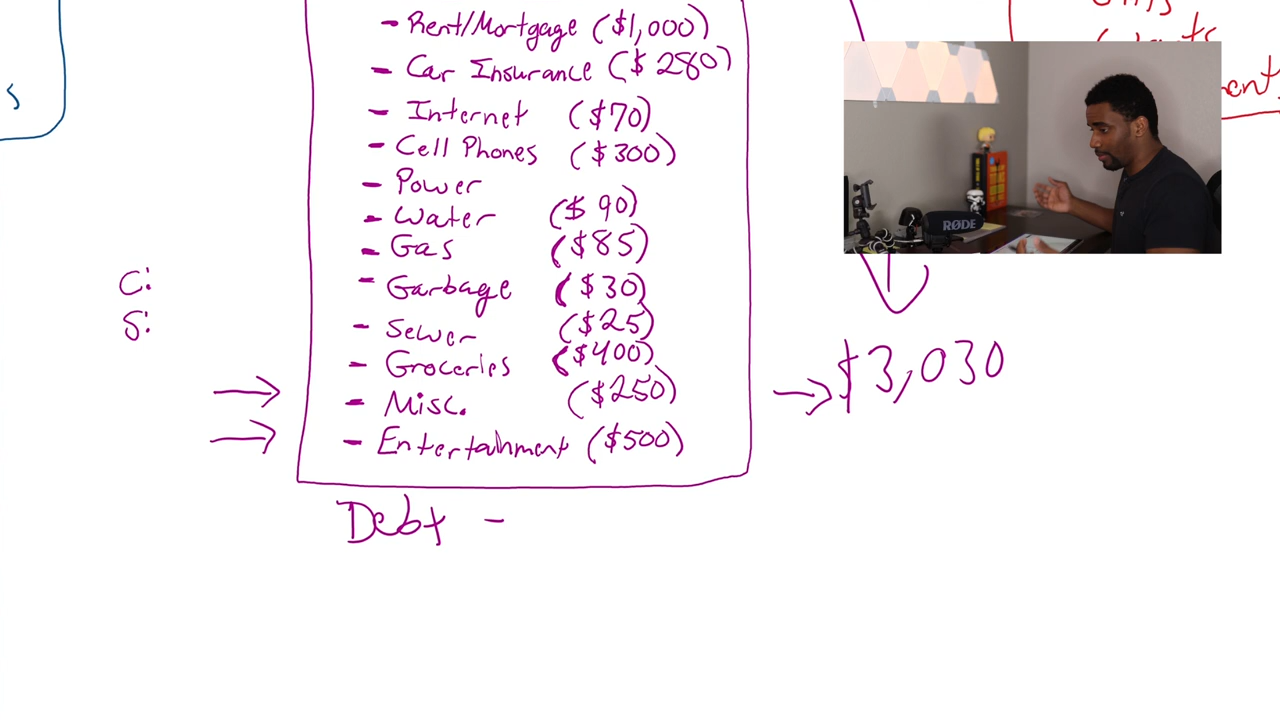 - Rent/Mortgage ($1,000)
- Car Insurance ($280)
- Internet ($70)
- Cell Phones ($300)
- Power
- Water ($90)
- Gas ($85)
- Garbage ($30)
- Sewer ($25)
- Groceries ($400)
- Misc. ($250)
- Entertainment ($500)
C:
S:
→ $3,030
Debt -
s
RØDE